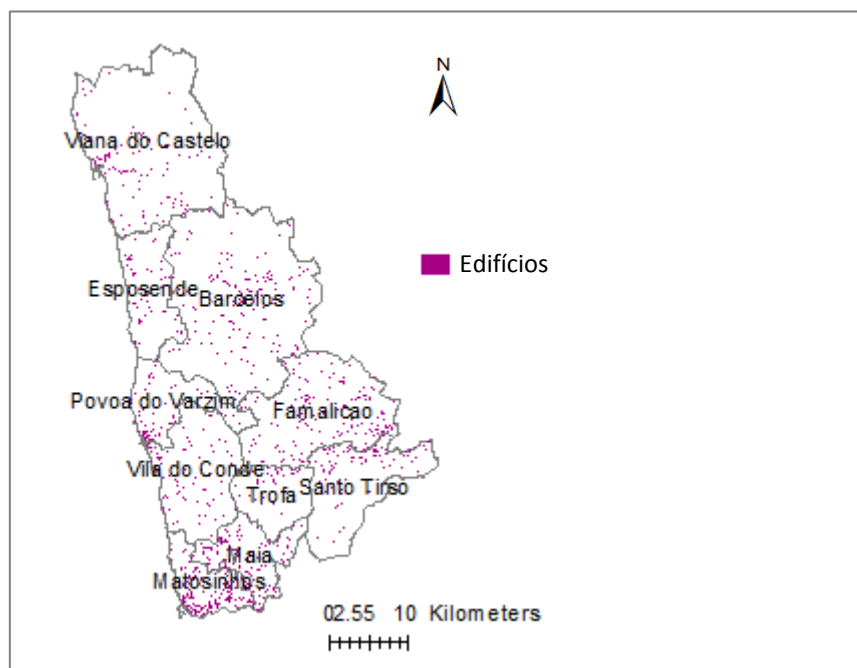 N
Viana do Castelo
Edifícios
Esposende
Barcelos
Povoa do Varzim
Famalicao
Vila do Conde
Trofa
Santo Tirso
Maia
Matosinhos
02.55 10 Kilometers